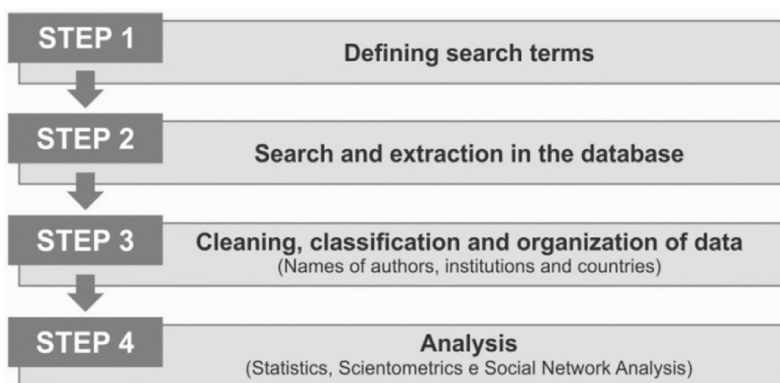 STEP 1
Defining search terms
STEP 2
Search and extraction in the database
STEP 3
Cleaning, classification and organization of data
(Names of authors, institutions and countries)
STEP 4
Analysis
(Statistics, Scientometrics e Social Network Analysis)